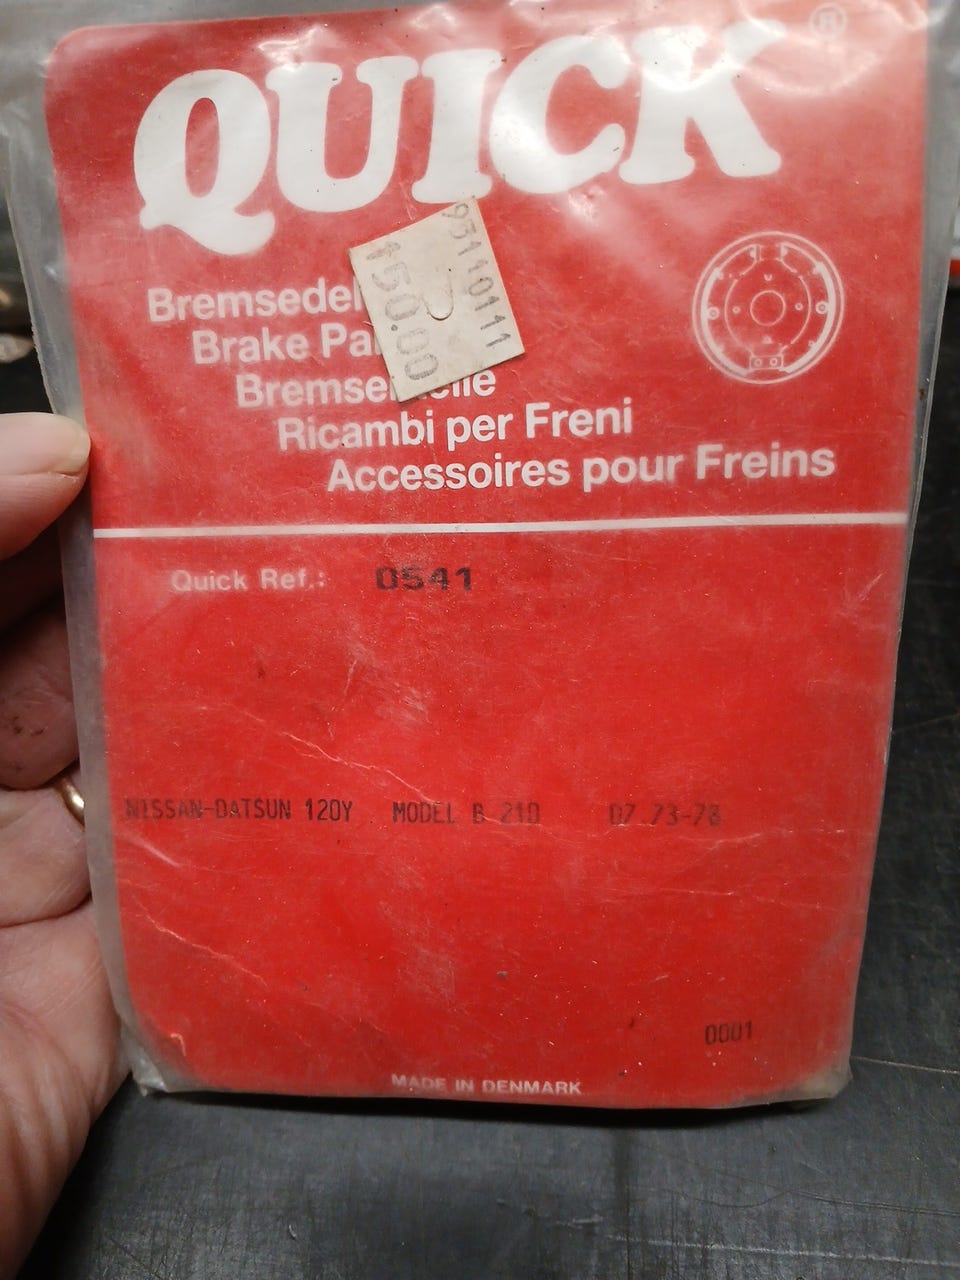 QUICK®
93110111
150.00
Bremsedel
Brake Pa
Bremse
Ricambi per Freni
Accessoires pour Freins
Quick Ref.: 0541
NISSAN-DATSUN 120Y MODEL B 210 07.73-78
0001
MADE IN DENMARK